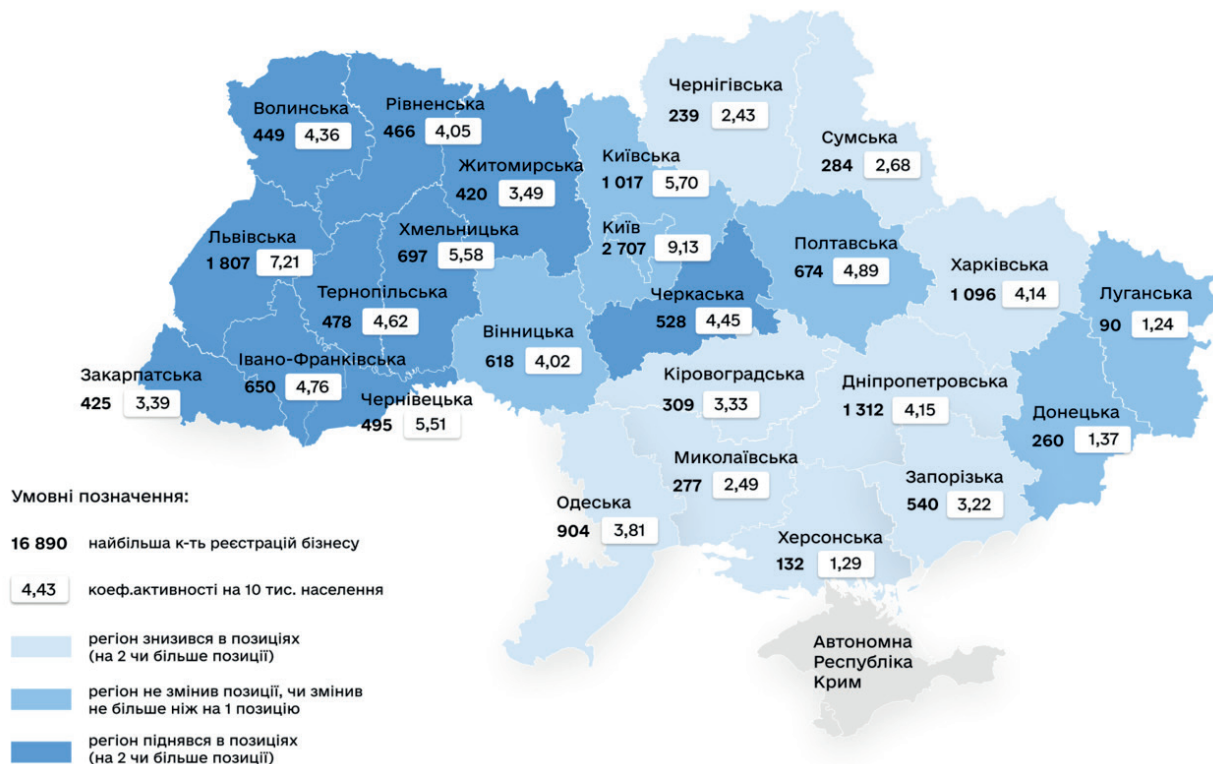 Чернігівська
239 2,43
Сумська
284 2,68
Волинська
449 4,36
Рівненська
466 4,05
Житомирська
420 3,49
Київська
1 017 5,70
Київ
2 707 9,13
Львівська
1 807 7,21
Хмельницька
697 5,58
Тернопільська
478 4,62
Вінницька
618 4,02
Черкаська
528 4,45
Полтавська
674 4,89
Харківська
1 096 4,14
Луганська
90 1,24
Закарпатська
425 3,39
Івано-Франківська
650 4,76
Чернівецька
495 5,51
Кіровоградська
309 3,33
Дніпропетровська
1 312 4,15
Донецька
260 1,37
Миколаївська
277 2,49
Запорізька
540 3,22
Одеська
904 3,81
Херсонська
132 1,29
Автономна
Республіка
Крим
Умовні позначення:
16 890 найбільша к-ть реєстрацій бізнесу
4,43 коеф.активності на 10 тис. населення
регіон знизився в позиціях
(на 2 чи більше позиції)
регіон не змінив позиції, чи змінив
не більше ніж на 1 позицію
регіон піднявся в позиціях
(на 2 чи більше позиції)